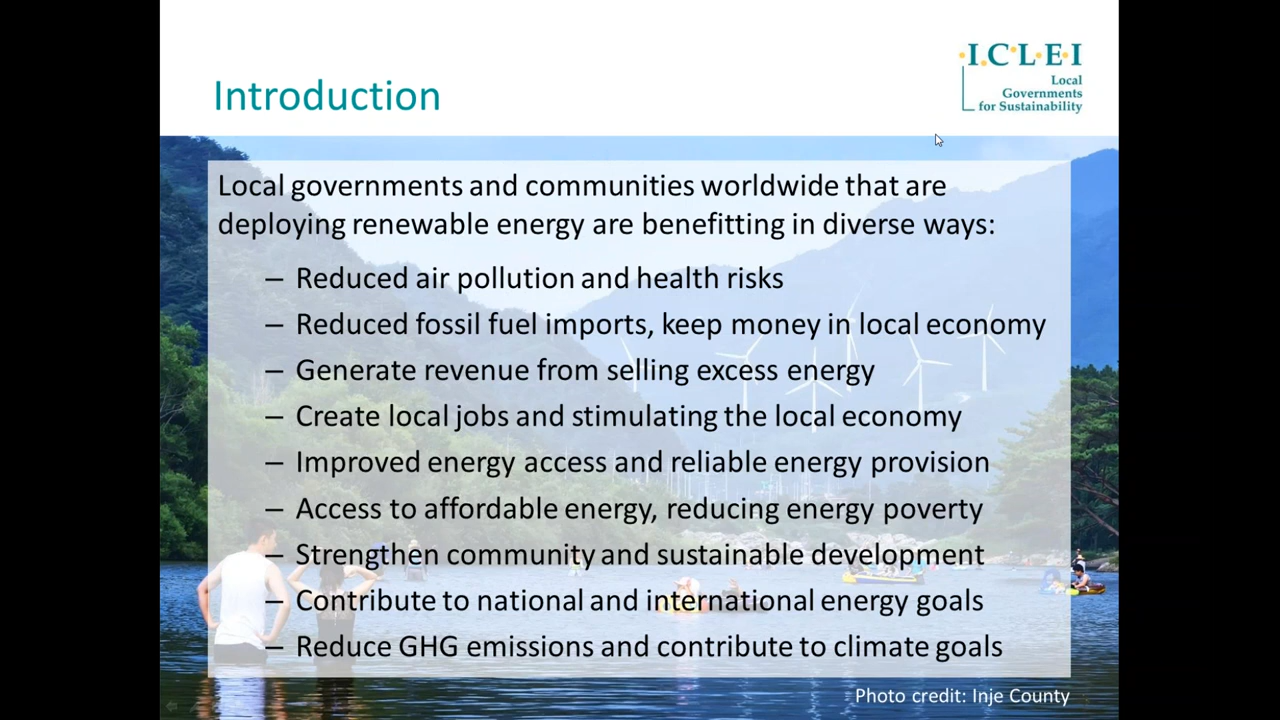 Introduction
·I.C·L·E·I
Local
Governments
for Sustainability
Local governments and communities worldwide that are
deploying renewable energy are benefitting in diverse ways:
– Reduced air pollution and health risks
– Reduced fossil fuel imports, keep money in local economy
– Generate revenue from selling excess energy
– Create local jobs and stimulating the local economy
– Improved energy access and reliable energy provision
– Access to affordable energy, reducing energy poverty
– Strengthen community and sustainable development
– Contribute to national and international energy goals
– Reduce GHG emissions and contribute to climate goals
Photo credit: Inje County